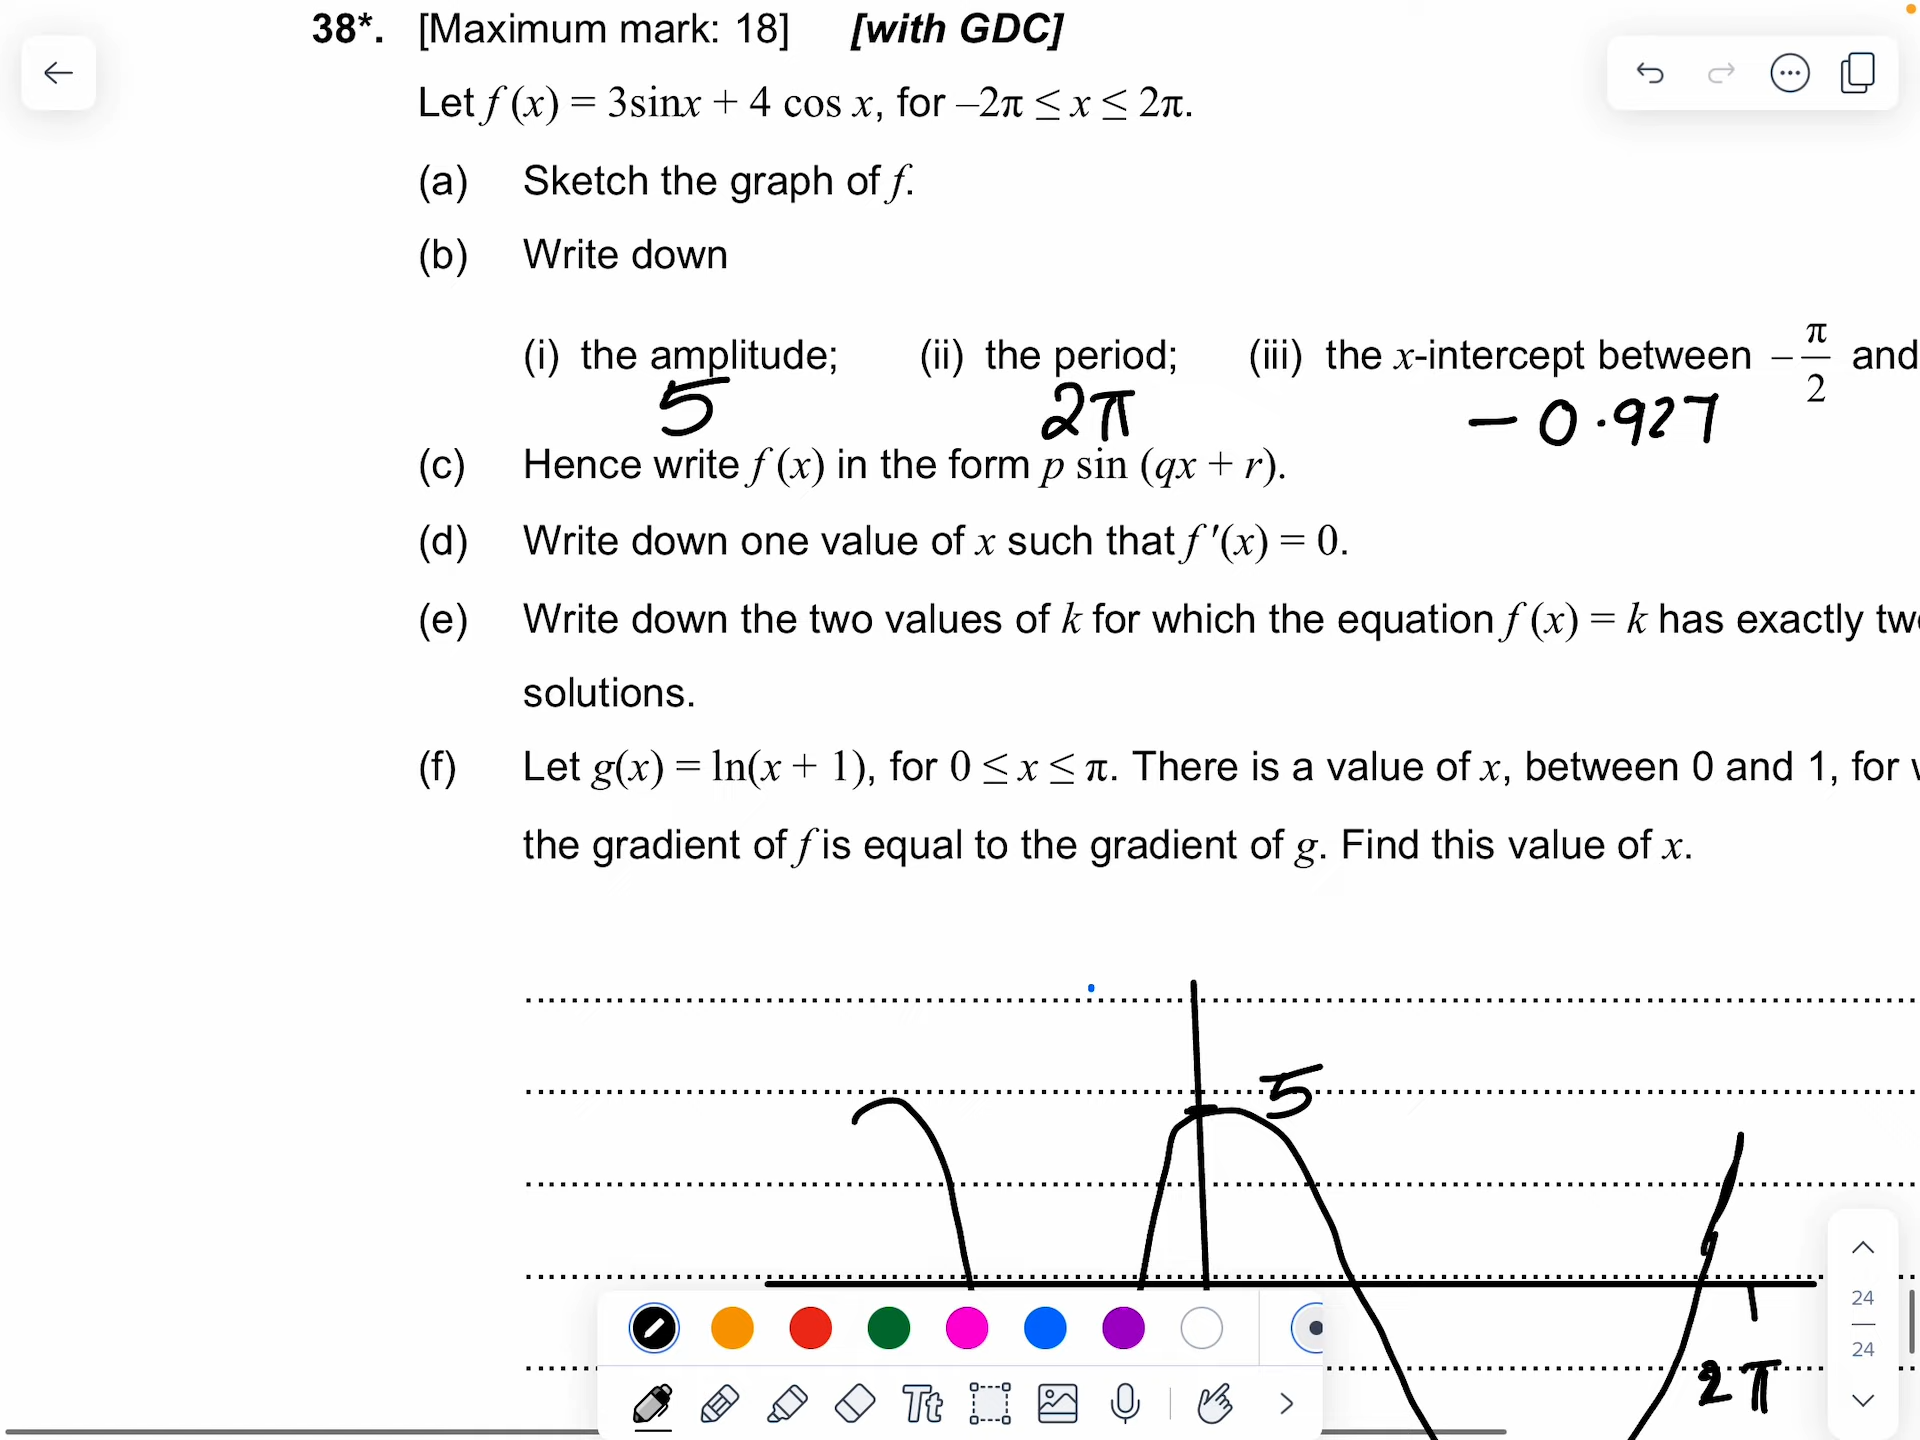 38*. [Maximum mark: 18] [with GDC]
Let f (x) = 3sinx + 4 cos x, for –2π ≤ x ≤ 2π.
(a) Sketch the graph of f.
(b) Write down
(i) the amplitude; (ii) the period; (iii) the x-intercept between −π/2 and
5 2π −0.927
(c) Hence write f (x) in the form p sin (qx + r).
(d) Write down one value of x such that f ′(x) = 0.
(e) Write down the two values of k for which the equation f (x) = k has exactly
solutions.
(f) Let g(x) = ln(x + 1), for 0 ≤ x ≤ π. There is a value of x, between 0 and 1, for
the gradient of f is equal to the gradient of g. Find this value of x.
5
2π
24
24
Tt